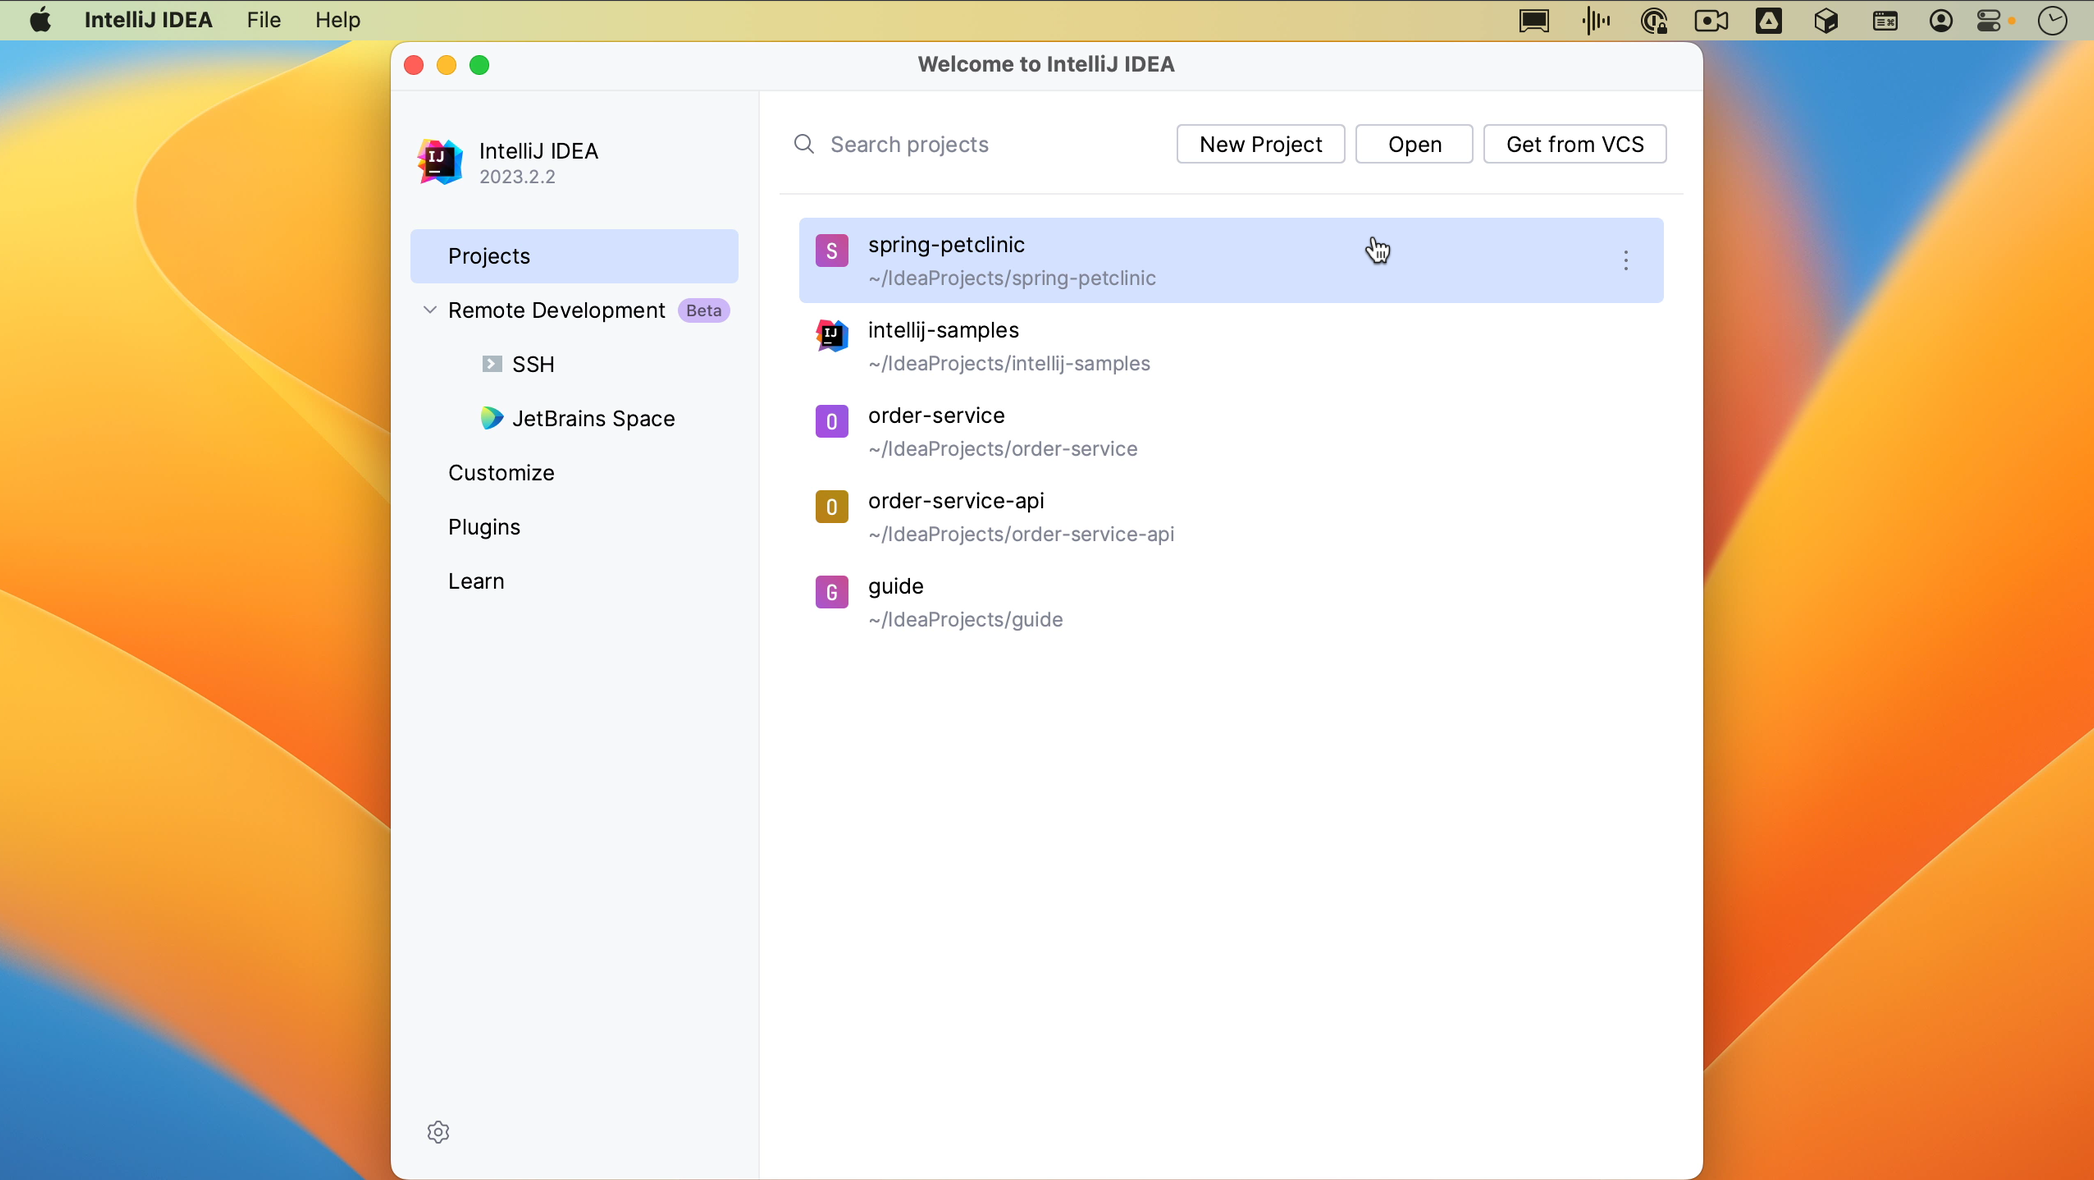 IntelliJ IDEA File Help
Welcome to IntelliJ IDEA
IJ
IntelliJ IDEA
2023.2.2
Search projects
New Project
Open
Get from VCS
Projects
Remote Development Beta
SSH
JetBrains Space
Customize
Plugins
Learn
S
spring-petclinic
~/IdeaProjects/spring-petclinic
IJ
intellij-samples
~/IdeaProjects/intellij-samples
O
order-service
~/IdeaProjects/order-service
O
order-service-api
~/IdeaProjects/order-service-api
G
guide
~/IdeaProjects/guide